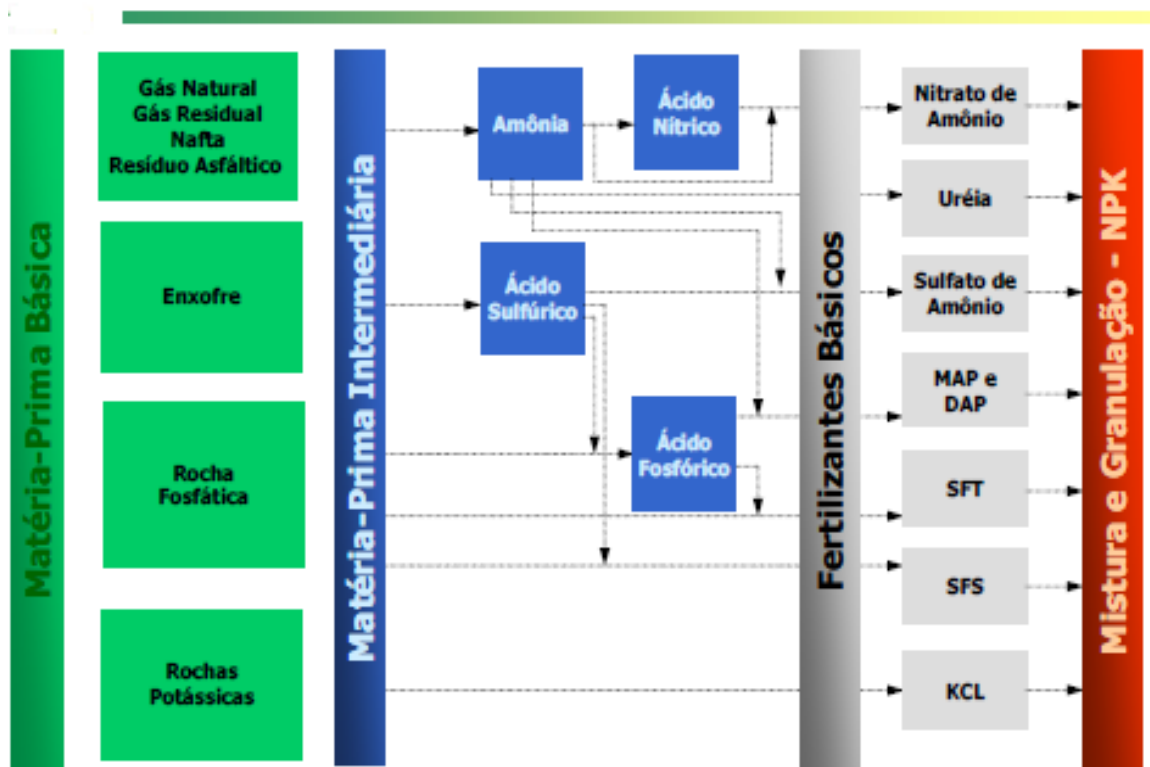 Matéria-Prima Básica
Gás Natural
Gás Residual
Nafta
Resíduo Asfáltico
Enxofre
Rocha
Fosfática
Rochas
Potássicas
Matéria-Prima Intermediária
Amônia
Ácido
Nítrico
Ácido
Sulfúrico
Ácido
Fosfórico
Fertilizantes Básicos
Nitrato de
Amônio
Uréia
Sulfato de
Amônio
MAP e
DAP
SFT
SFS
KCL
Mistura e Granulação - NPK